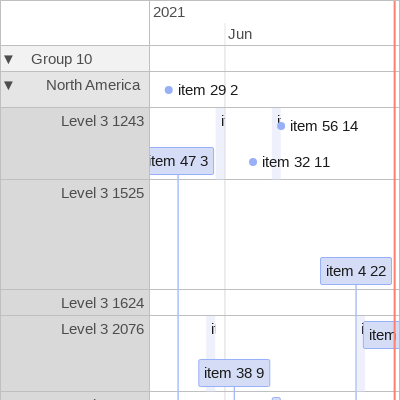 2021
Jun
▼ Group 10
▼ North America
item 29 2
Level 3 1243
item 56 14
item 47 3
item 32 11
Level 3 1525
item 4 22
Level 3 1624
Level 3 2076
item
item 38 9